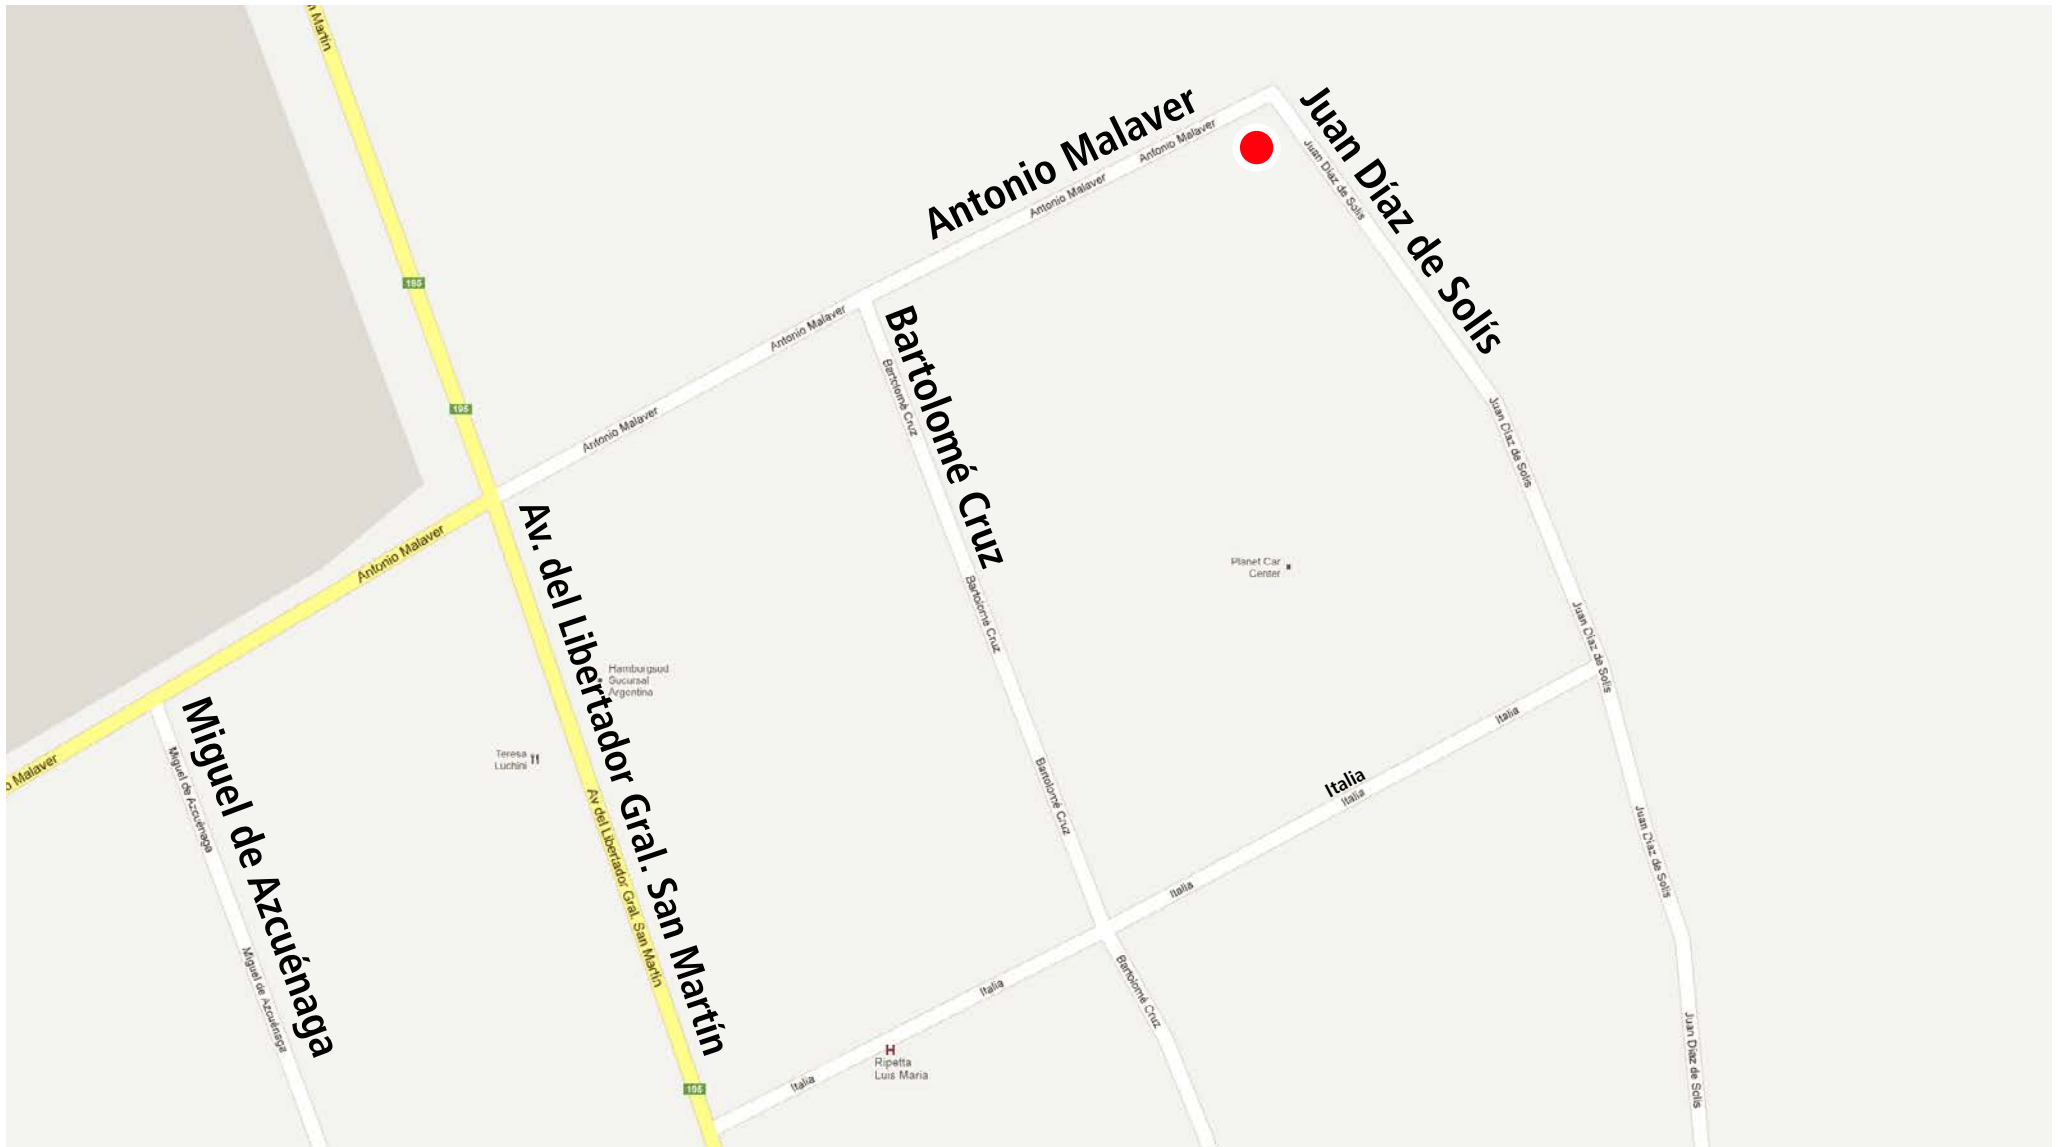 n Martín
Antonio Malaver
Juan Díaz de Solís
Antonio Malaver
Antonio Malaver
Juan Díaz de Solís
195
Bartolomé Cruz
Antonio Malaver
Bartolomé Cruz
195
Antonio Malaver
Juan Díaz de Solís
Av. del Libertador Gral. San Martín
Antonio Malaver
Planet Car
Center
Bartolomé Cruz
Juan Díaz de Solís
Hamburgsud
Sucursal
Argentina
Miguel de Azcuénaga
Italia
Teresa
Luchini
o Malaver
Miguel de Azcuénaga
Italia
Italia
Bartolomé Cruz
Av del Libertador Gral. San Martín
Juan Díaz de Solís
Italia
Miguel de Azcuénaga
Italia
Bartolomé Cruz
H
Ripetta
Luis Maria
Italia
195
Juan Díaz de Solís